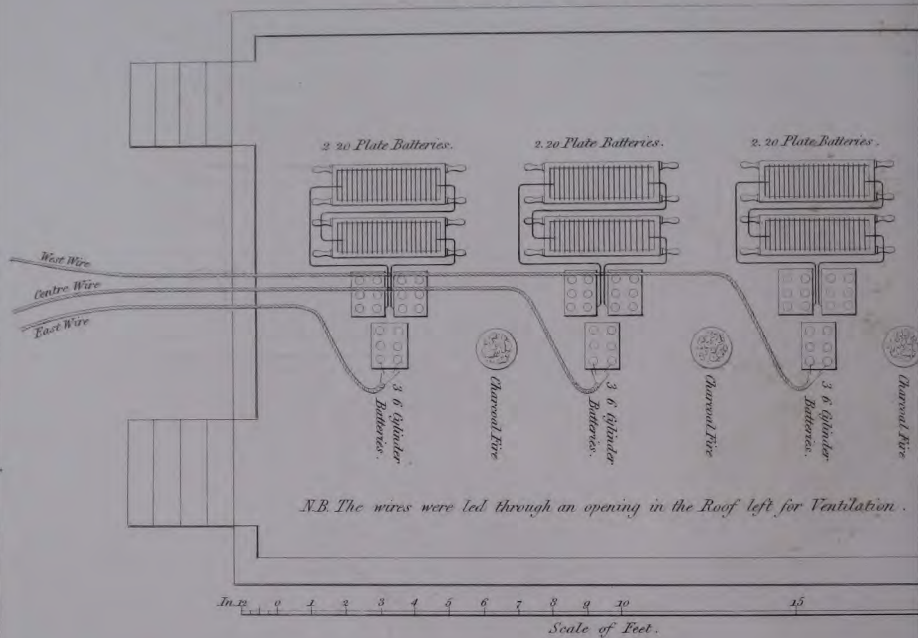 2 20 Plate Batteries.
2.20 Plate Batteries.
2.20 Plate Batteries.
West Wire
Centre Wire
East Wire
3 6 Cylinder
Batteries.
Charcoal Fire
3 6 Cylinder
Batteries.
Charcoal Fire
3 6 Cylinder
Batteries.
Charcoal Fire
N.B. The wires were led through an opening in the Roof left for Ventilation.
In. 12 0 1 2 3 4 5 6 7 8 9 10 15
Scale of Feet.